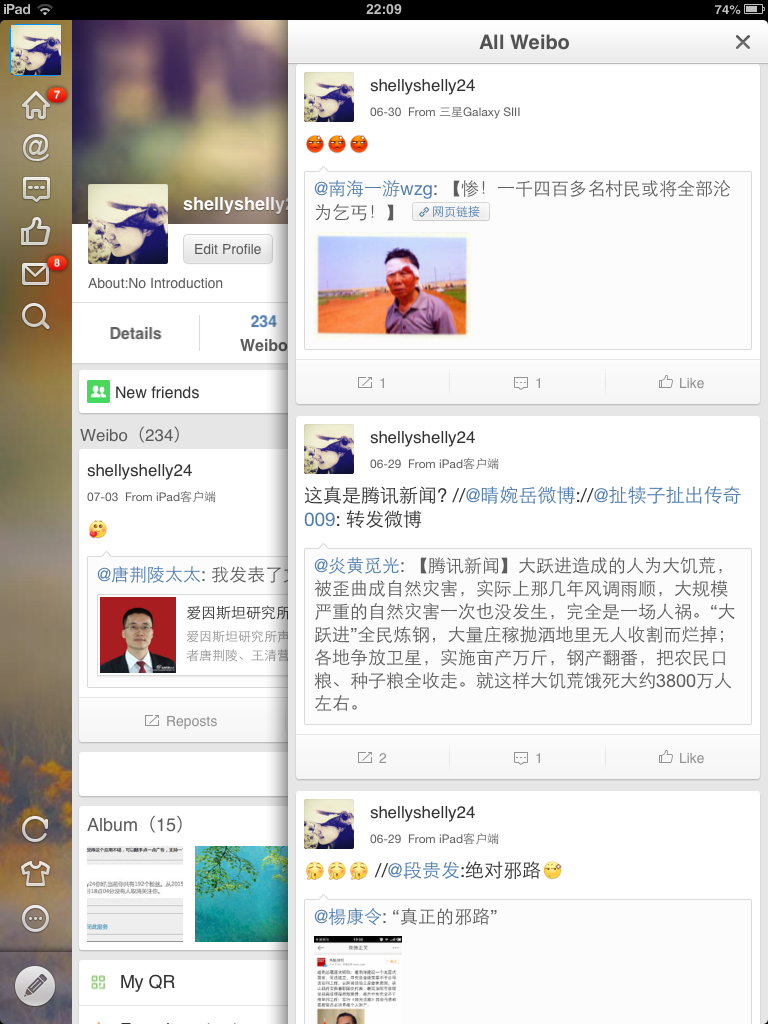 iPad
22:09
74%
7
8
shellyshelly2
Edit Profile
About:No Introduction
Details
234
Weibo
New friends
Weibo（234）
shellyshelly24
07-03 From iPad客户端
@唐荆陵太太: 我发表了文
爱因斯坦研究所
爱因斯坦研究所声
者唐荆陵、王清营
Reposts
Album（15）
My QR
All Weibo
shellyshelly24
06-30 From 三星Galaxy SIII
@南海一游wzg: 【惨！一千四百多名村民或将全部沦
为乞丐！】 网页链接
1
1
Like
shellyshelly24
06-29 From iPad客户端
这真是腾讯新闻? //@晴婉岳微博://@扯犊子扯出传奇
009: 转发微博
@炎黄觅光: 【腾讯新闻】大跃进造成的人为大饥荒，
被歪曲成自然灾害，实际上那几年风调雨顺，大规模
严重的自然灾害一次也没发生，完全是一场人祸。“大
跃进”全民炼钢，大量庄稼抛洒地里无人收割而烂掉；
各地争放卫星，实施亩产万斤，钢产翻番，把农民口
粮、种子粮全收走。就这样大饥荒饿死大约3800万人
左右。
2
1
Like
shellyshelly24
06-29 From iPad客户端
//@段贵发:绝对邪路
@楊康令: “真正的邪路”